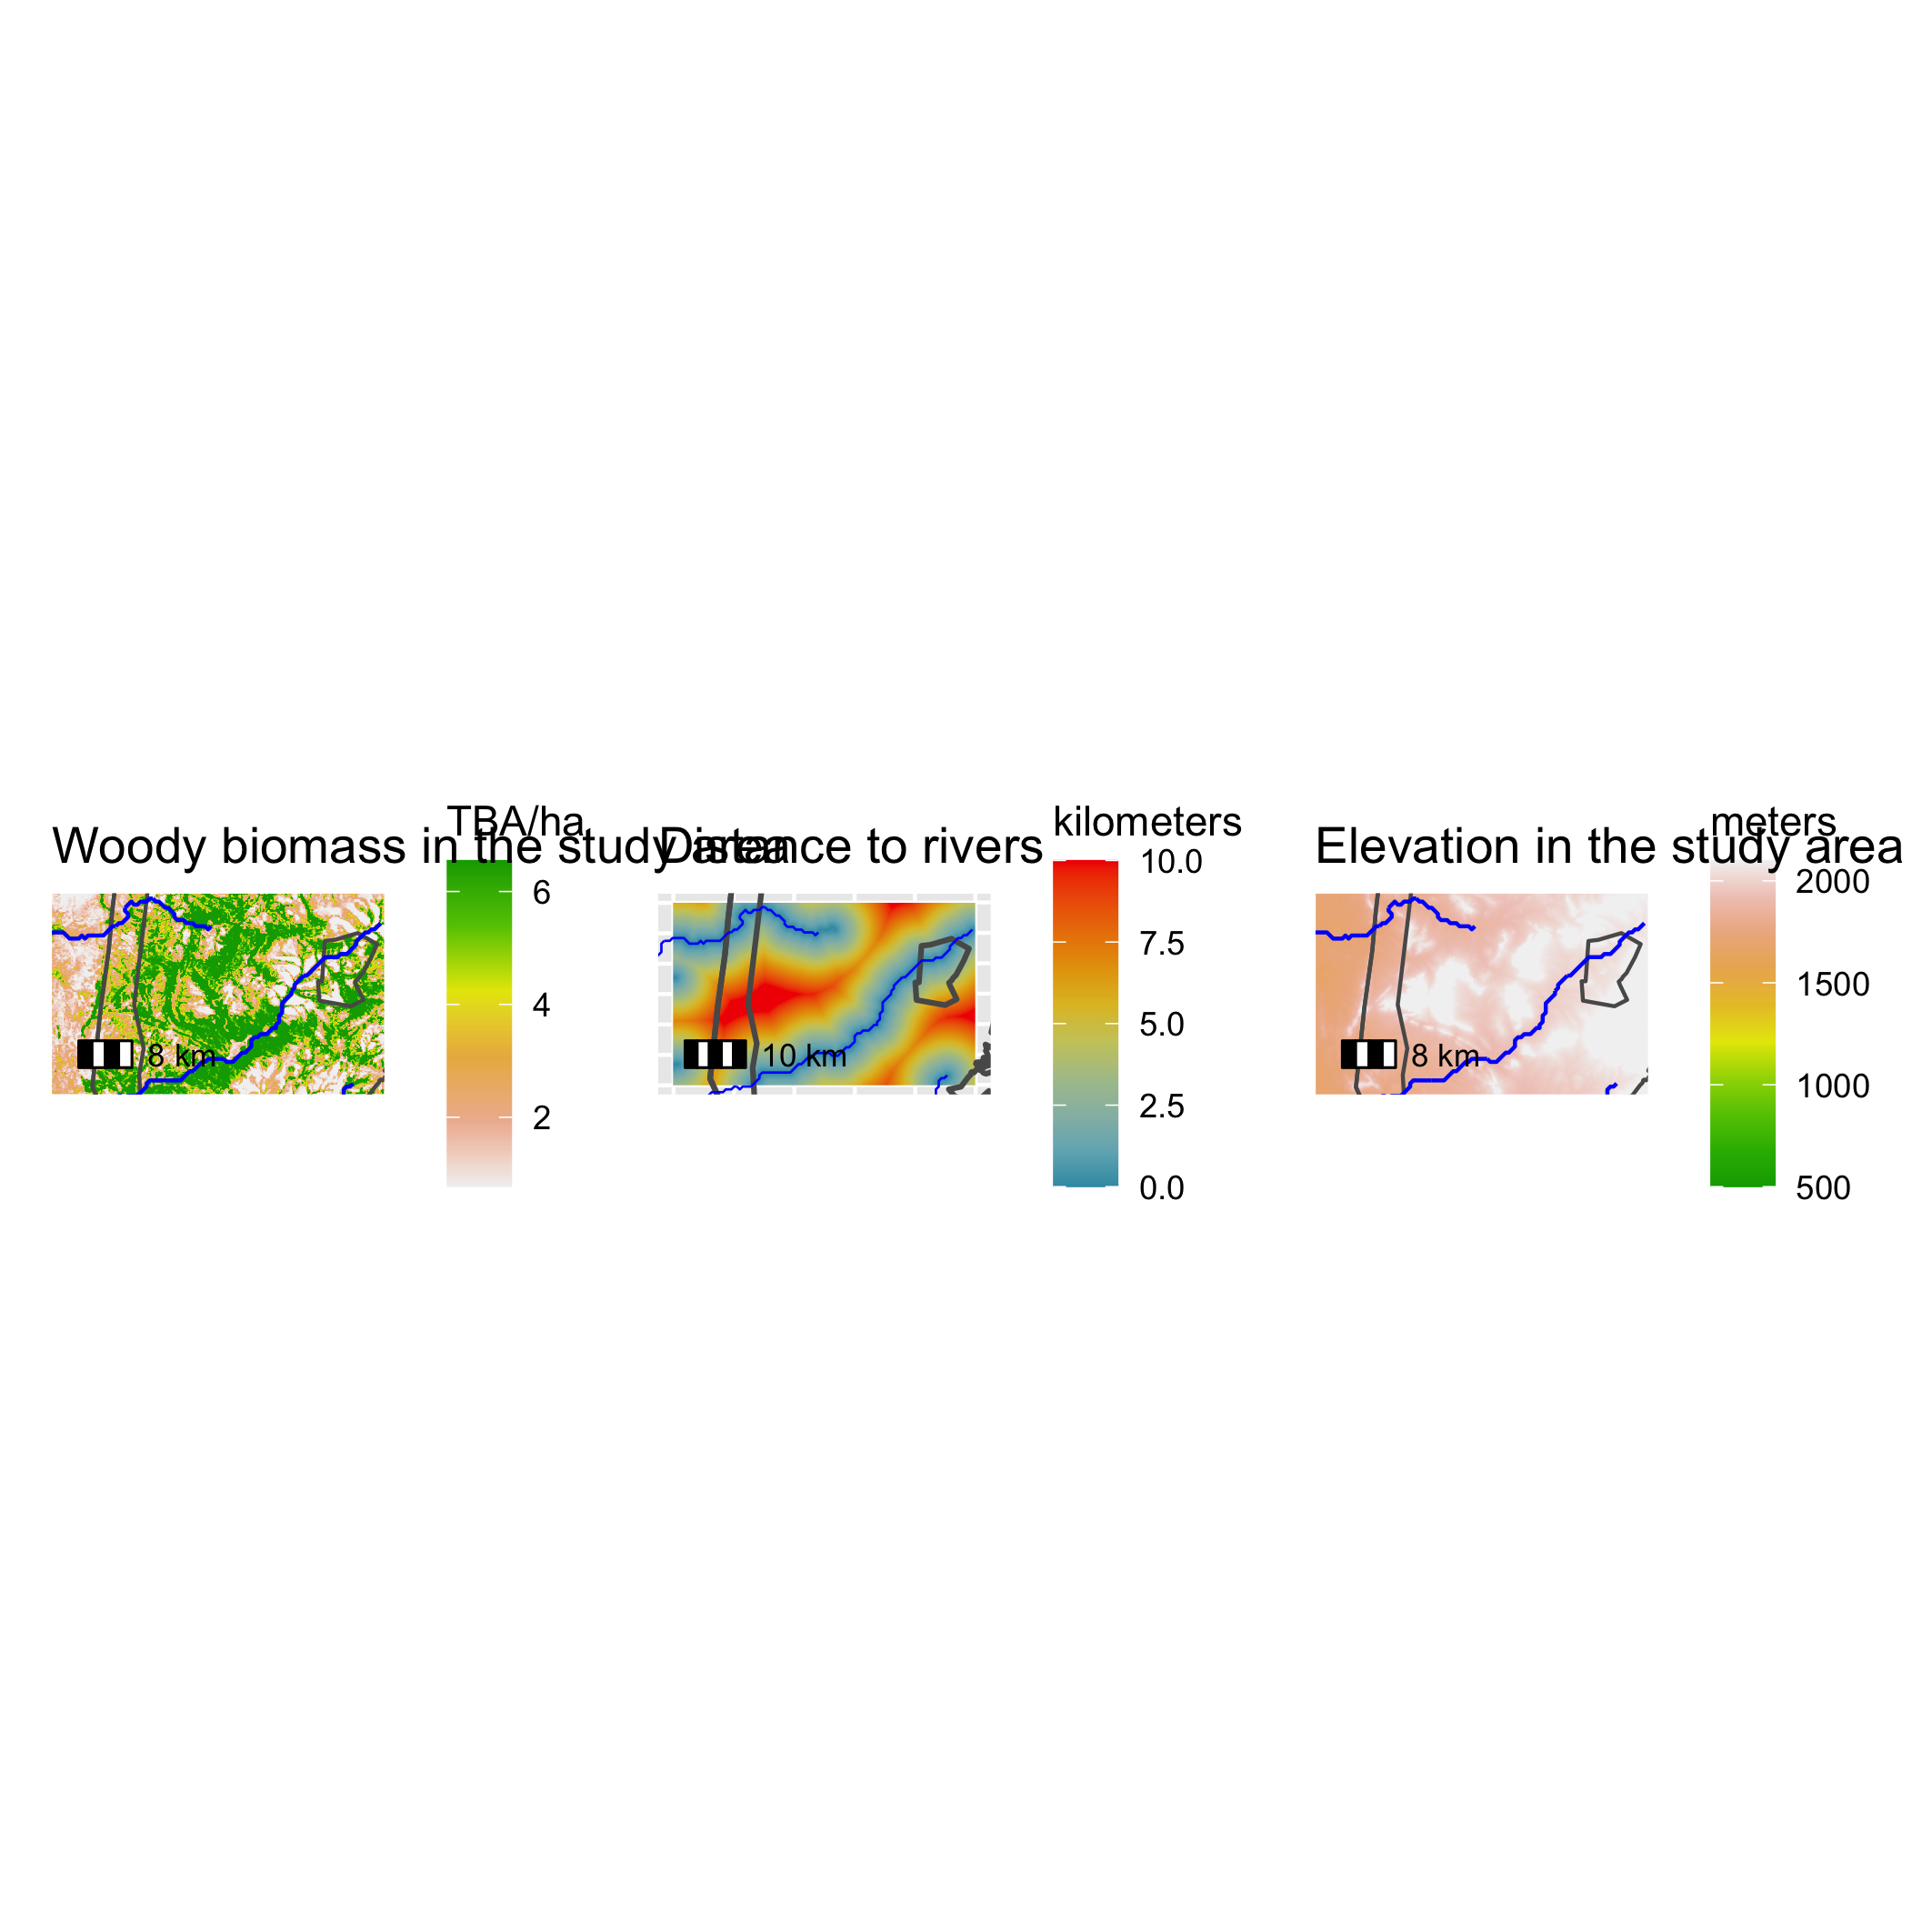 Woody biomass in the study area
TBA/ha
6
4
2
8 km
Distance to rivers
kilometers
10.0
7.5
5.0
2.5
0.0
10 km
Elevation in the study area
meters
2000
1500
1000
500
8 km